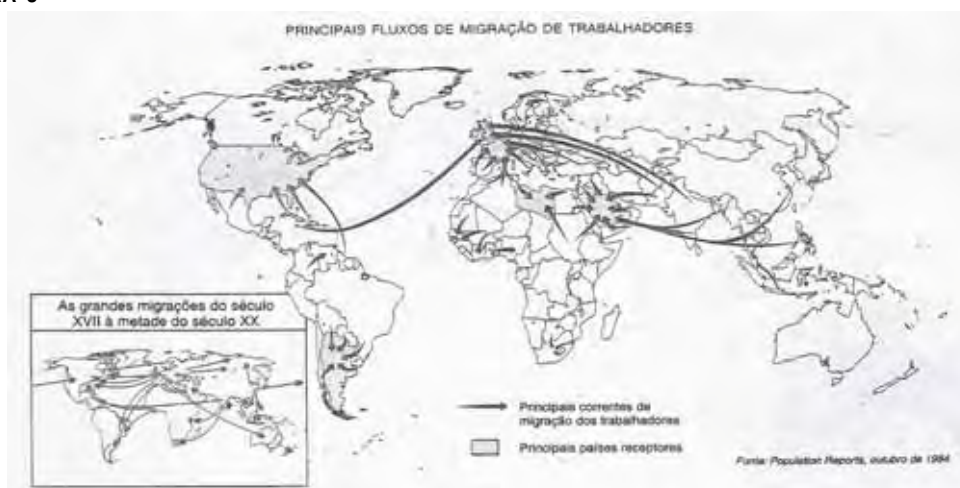 PRINCIPAIS FLUXOS DE MIGRAÇÃO DE TRABALHADORES
As grandes migrações do século
XVII à metade do século XX
Principais correntes de
migração dos trabalhadores
Principais países receptores
Fonte: Population Reports, outubro de 1984